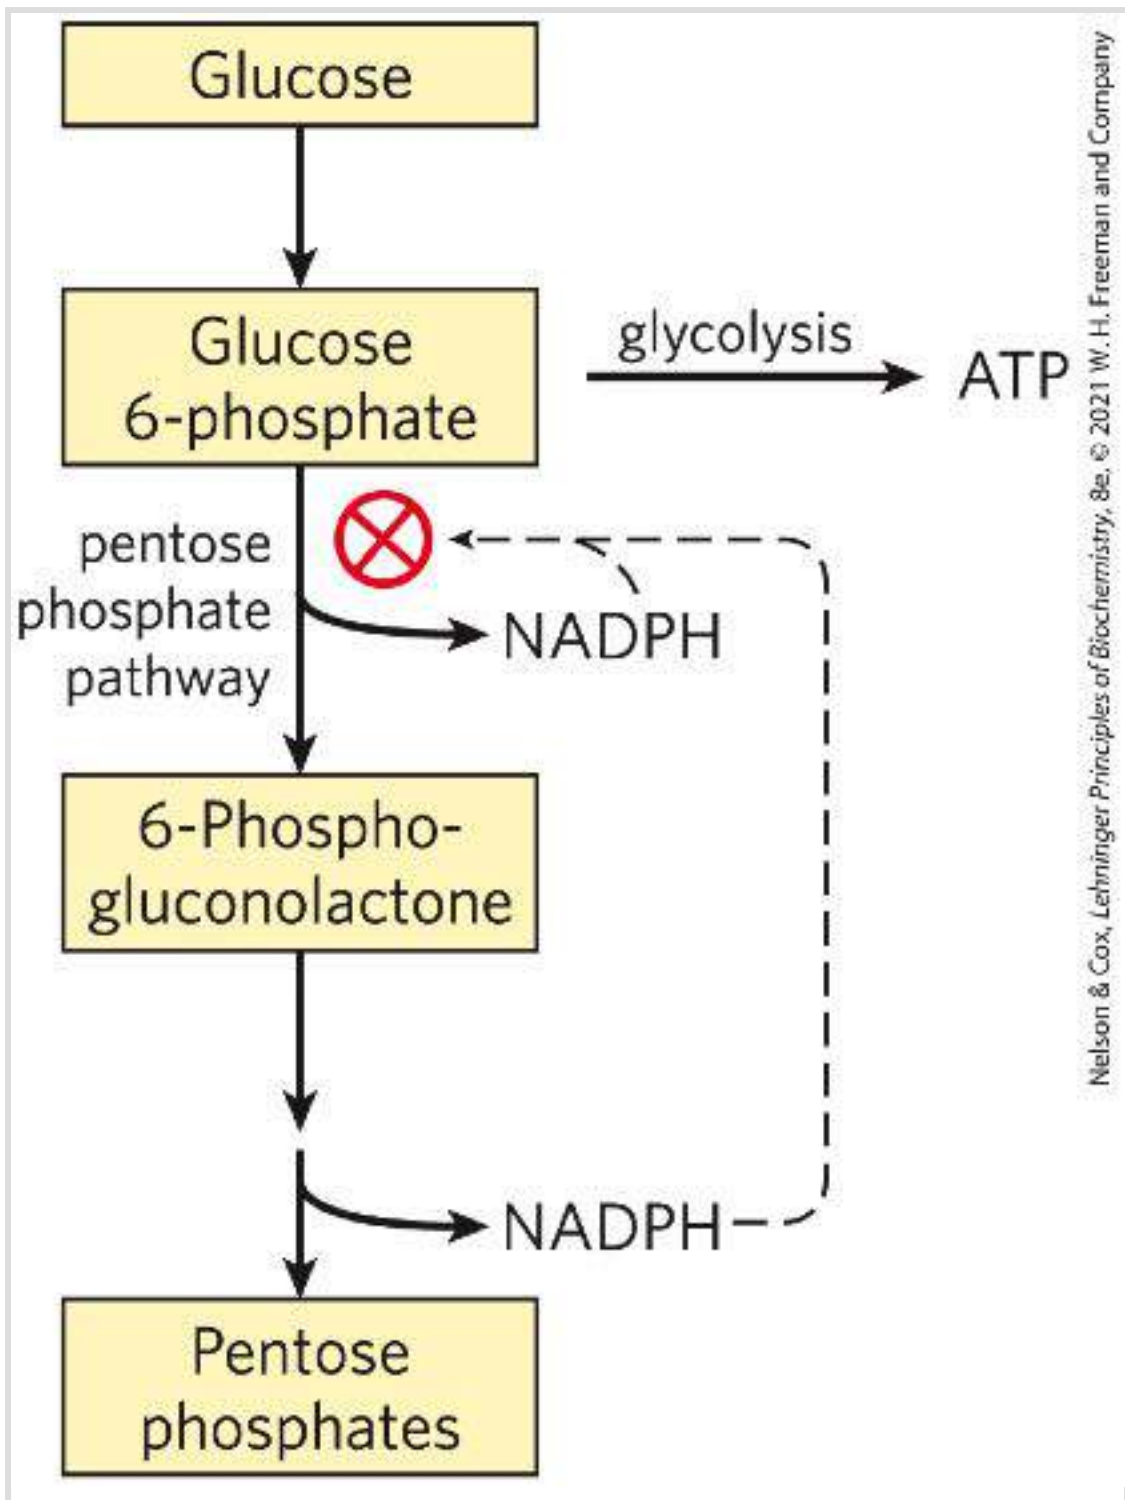 Glucose
Glucose
6-phosphate
glycolysis
ATP
pentose
phosphate
pathway
NADPH
6-Phospho-
gluconolactone
NADPH
Pentose
phosphates
Nelson & Cox, Lehninger Principles of Biochemistry, 8e, © 2021 W. H. Freeman and Company